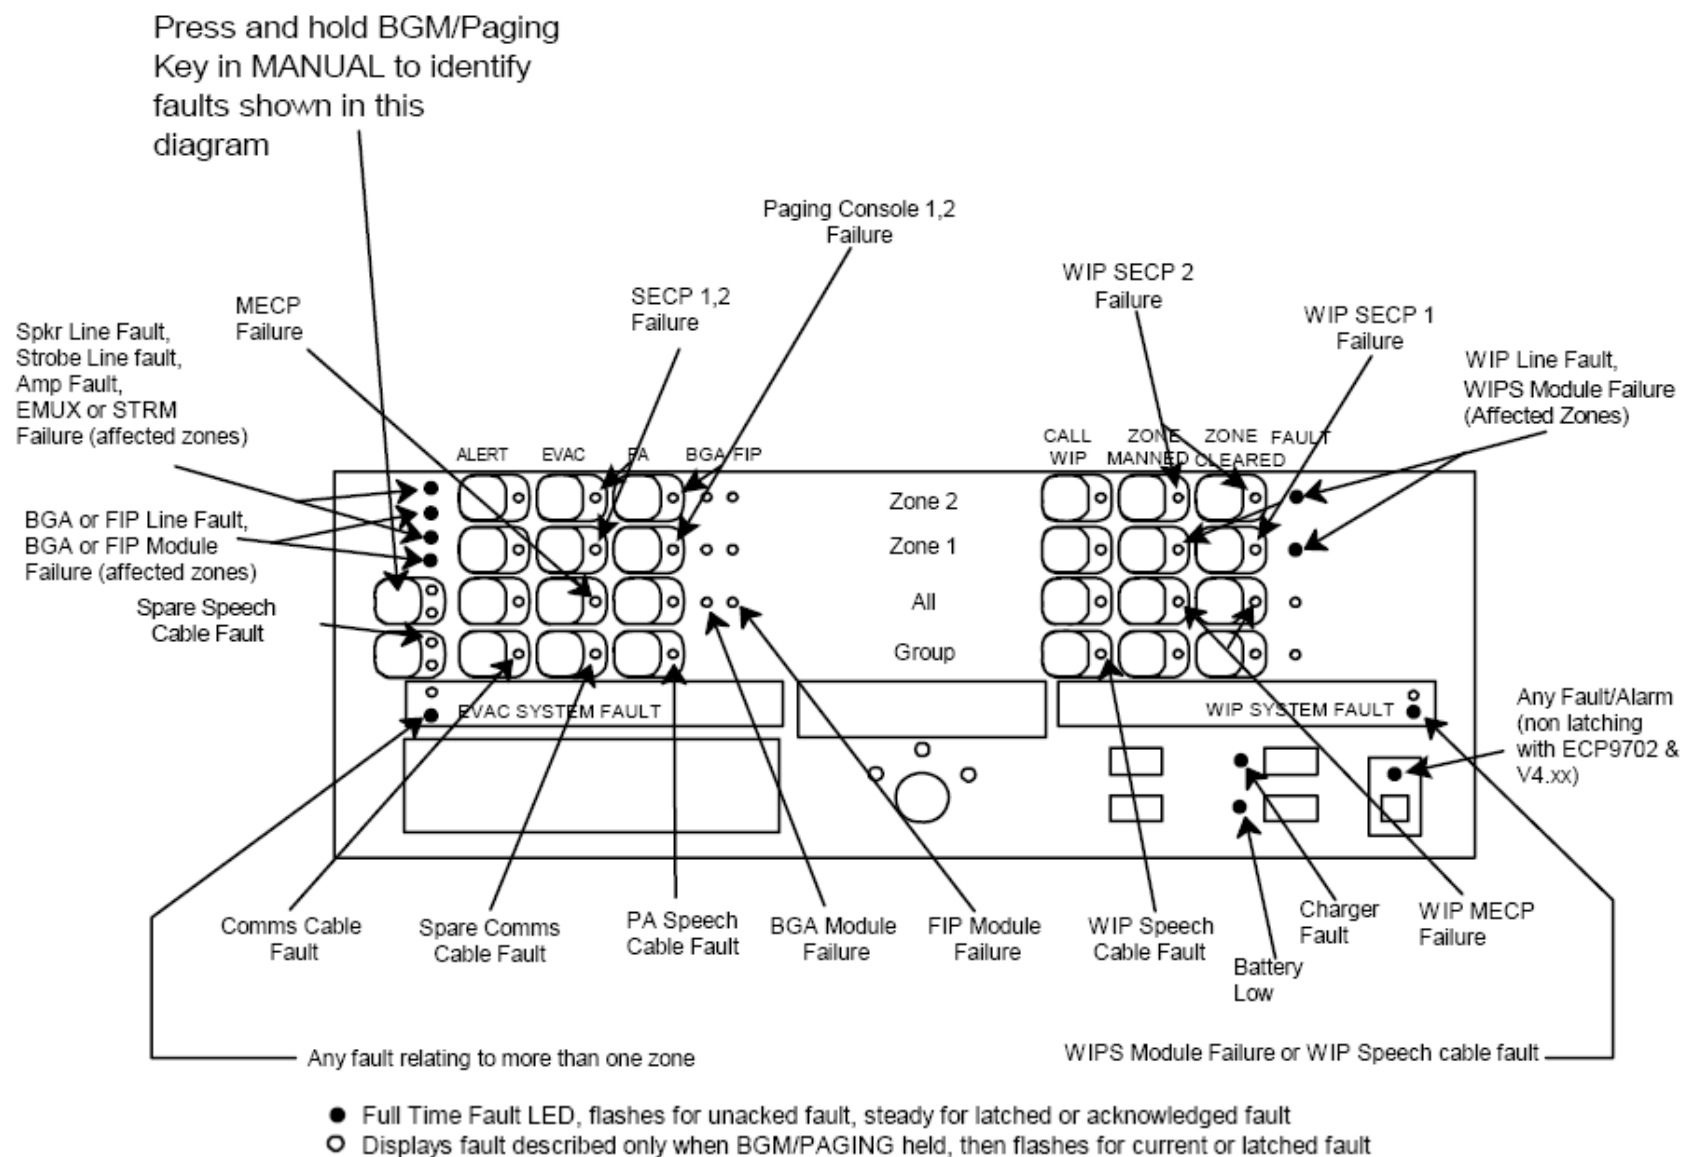 Press and hold BGM/Paging
Key in MANUAL to identify
faults shown in this
diagram
Paging Console 1,2
Failure
MECP
Failure
SECP 1,2
Failure
WIP SECP 2
Failure
WIP SECP 1
Failure
Spkr Line Fault,
Strobe Line fault,
Amp Fault,
EMUX or STRM
Failure (affected zones)
WIP Line Fault,
WIPS Module Failure
(Affected Zones)
BGA or FIP Line Fault,
BGA or FIP Module
Failure (affected zones)
Spare Speech
Cable Fault
ALERT EVAC PA BGA FIP
CALL WIP
ZONE MANNED
ZONE CLEARED
FAULT
Zone 2
Zone 1
All
Group
EVAC SYSTEM FAULT
WIP SYSTEM FAULT
Any Fault/Alarm
(non latching
with ECP9702 &
V4.xx)
Comms Cable
Fault
Spare Comms
Cable Fault
PA Speech
Cable Fault
BGA Module
Failure
FIP Module
Failure
WIP Speech
Cable Fault
Charger
Fault
Battery
Low
WIP MECP
Failure
Any fault relating to more than one zone
WIPS Module Failure or WIP Speech cable fault
Full Time Fault LED, flashes for unacked fault, steady for latched or acknowledged fault
Displays fault described only when BGM/PAGING held, then flashes for current or latched fault